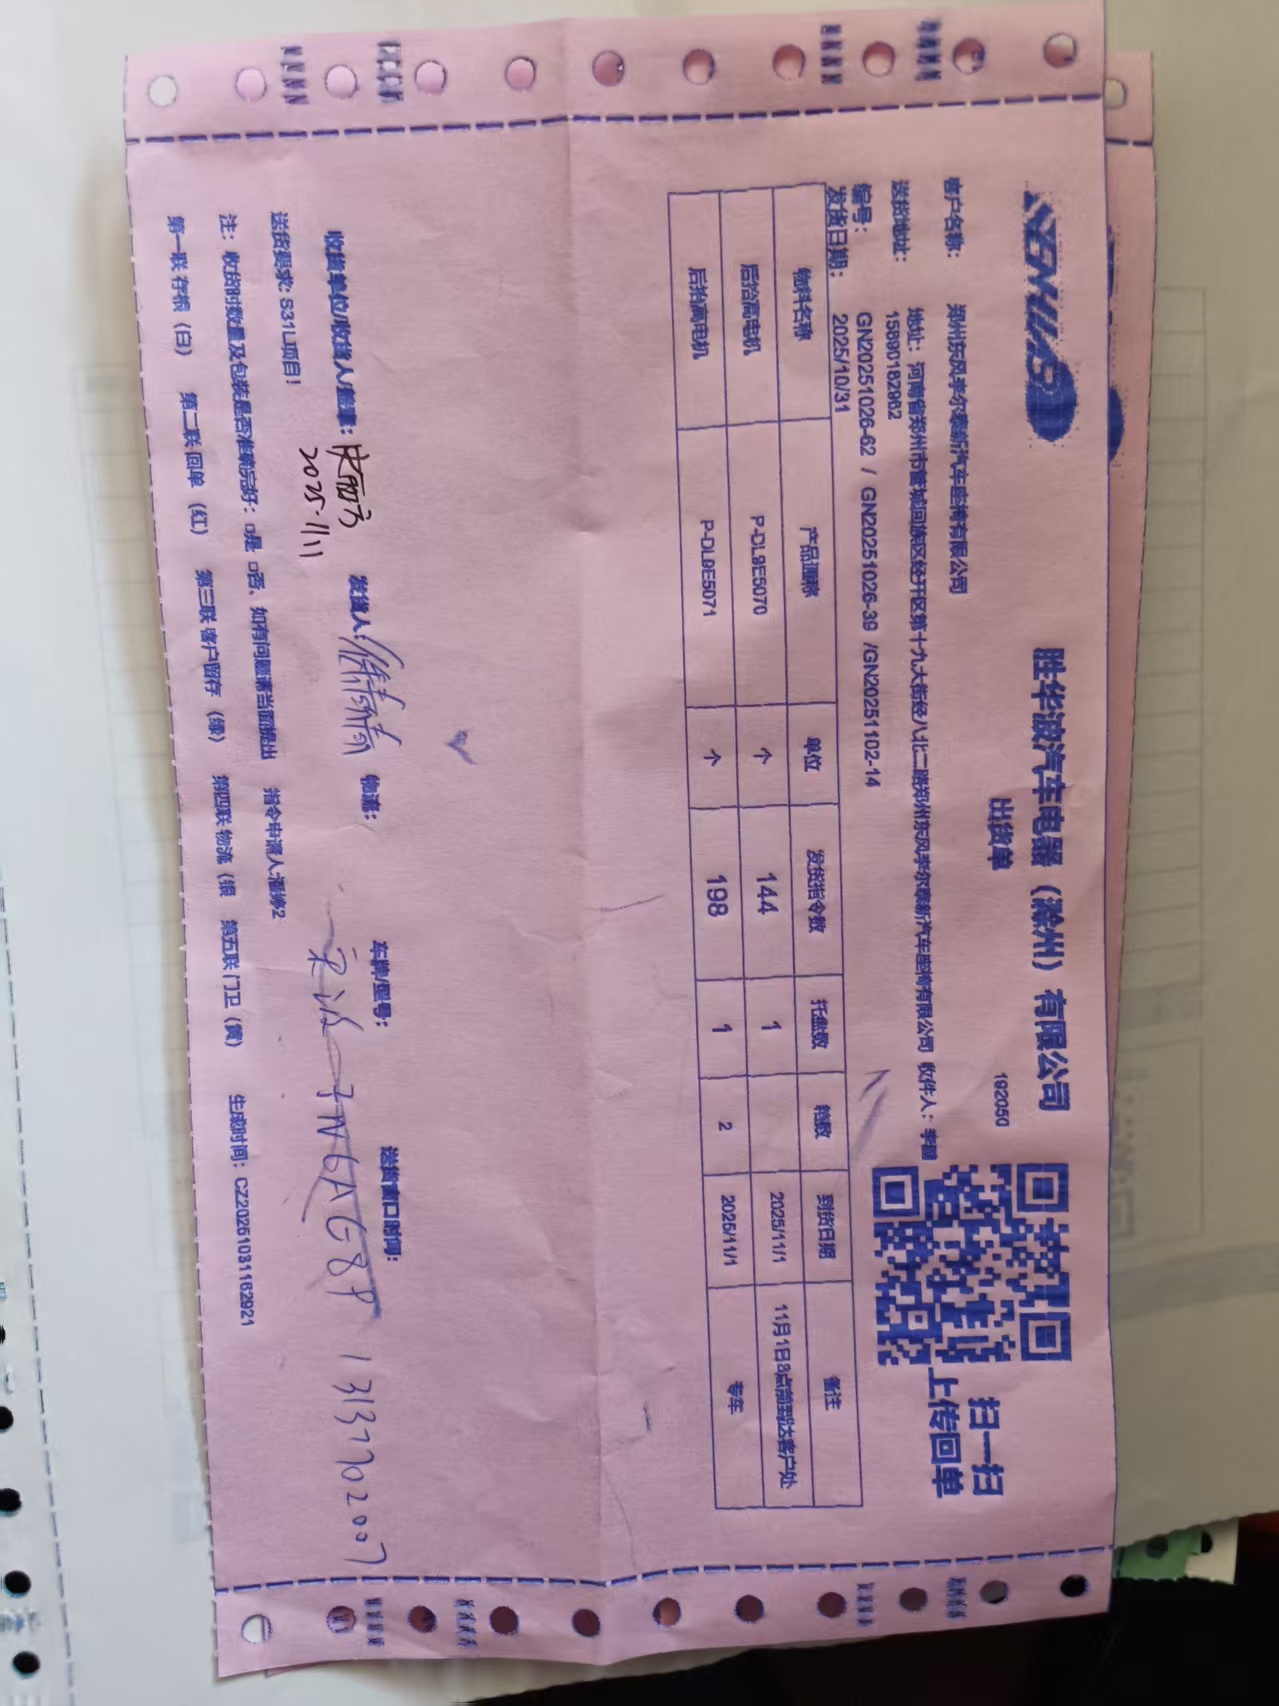 SENWAB
胜华波汽车电器（滁州）有限公司
192050
出货单
扫一扫
上传回单
客户名称： 郑州东风李尔泰新汽车座椅有限公司
送货地址： 地址：河南省郑州市管城回族区经开区第十九大街经八北二路郑州东风李尔泰新汽车座椅有限公司 收件人：李
15890182962
编号： GN20251026-62 / GN20251026-39 /GN20251102-14
发货日期： 2025/10/31
物料名称 产品通称 单位 发货指令数 托盘数 箱数 到货日期 备注
后抬高电机 P-DL9E5070 个 144 1 2025/11/1 11月1日8点前到达客户处
后抬高电机 P-DL9E5071 个 198 1 2 2025/11/1 专车
收货单位/收货人/签章： 发货人： 物流： 车牌/型号： 送货窗口时间：
2025.11/1
13137702007
送货要求：S31L项目！ 指令申请人:潘婷2
注：收货时数量及包装是否准确完好：□是 □否、如有问题请当面提出
第一联 存根（白） 第二联 回单（红） 第三联 客户留存（绿） 第四联 物流（银 第五联 门卫（黄） 生成时间：CZ20251031162921